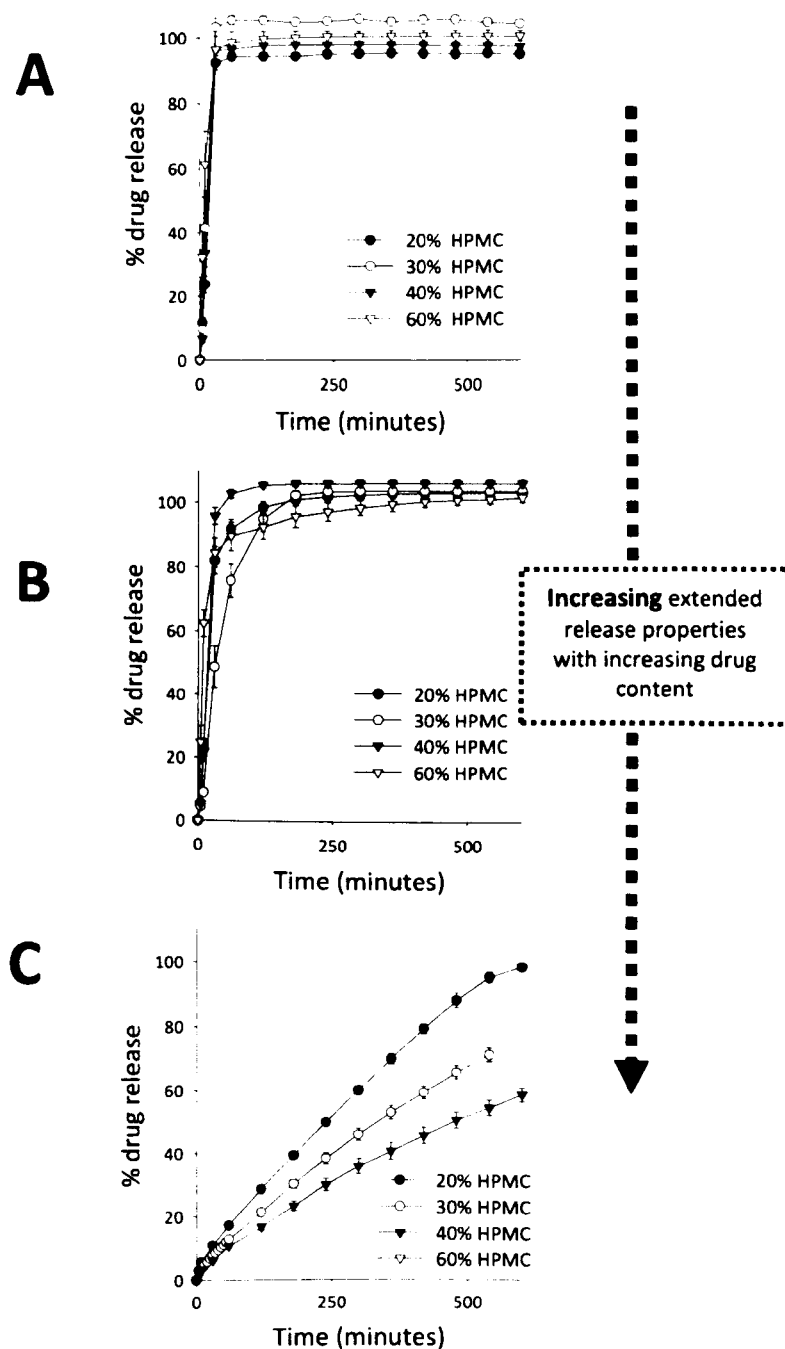 A
% drug release
100
80
60
40
20
0
20% HPMC
30% HPMC
40% HPMC
60% HPMC
0
250
500
Time (minutes)
B
% drug release
100
80
60
40
20
0
20% HPMC
30% HPMC
40% HPMC
60% HPMC
0
250
500
Time (minutes)
Increasing extended
release properties
with increasing drug
content
C
% drug release
100
80
60
40
20
0
20% HPMC
30% HPMC
40% HPMC
60% HPMC
0
250
500
Time (minutes)